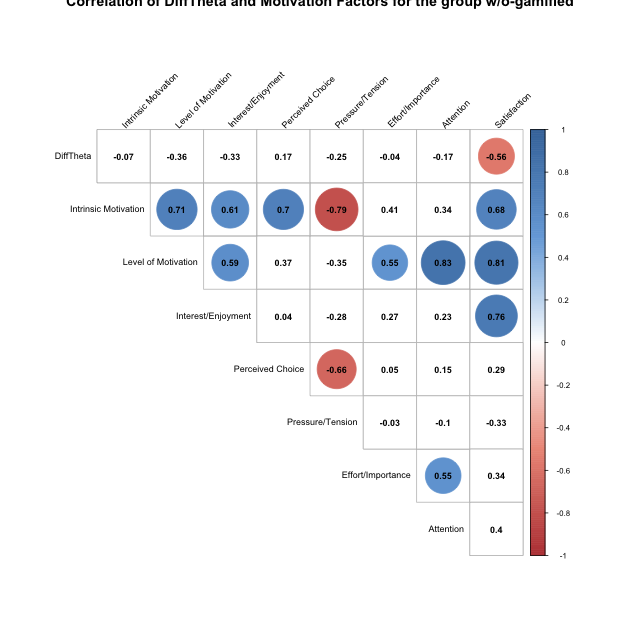 Correlation of DiffTheta and Motivation Factors for the group w/o-gamified
Intrinsic Motivation
Level of Motivation
Interest/Enjoyment
Perceived Choice
Pressure/Tension
Effort/Importance
Attention
Satisfaction
DiffTheta -0.07 -0.36 -0.33 0.17 -0.25 -0.04 -0.17 -0.56
Intrinsic Motivation 0.71 0.61 0.7 -0.79 0.41 0.34 0.68
Level of Motivation 0.59 0.37 -0.35 0.55 0.83 0.81
Interest/Enjoyment 0.04 -0.28 0.27 0.23 0.76
Perceived Choice -0.66 0.05 0.15 0.29
Pressure/Tension -0.03 -0.1 -0.33
Effort/Importance 0.55 0.34
Attention 0.4
1
0.8
0.6
0.4
0.2
0
-0.2
-0.4
-0.6
-0.8
-1